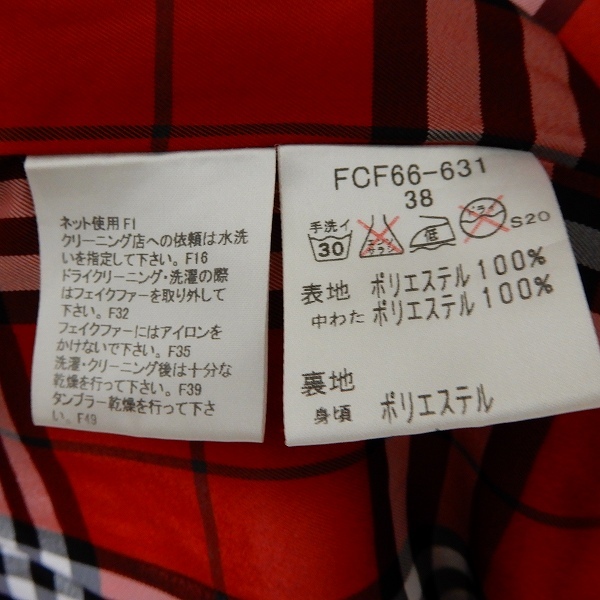 ネット使用 F1
クリーニング店への依頼は水洗
いを指定して下さい。F16
ドライクリーニング・洗濯の際
はフェイクファーを取り外して
下さい。F32
フェイクファーにはアイロンを
かけないで下さい。F35
洗濯・クリーニング後は十分な
乾燥を行って下さい。F39
タンブラー乾燥を行って下さ
い。F49
FCF66-631
38
手洗イ
30
エンソ
サラシ
低
ドライ
S20
表地 ポリエステル100%
中わた ポリエステル100%
裏地
身頃 ポリエステル